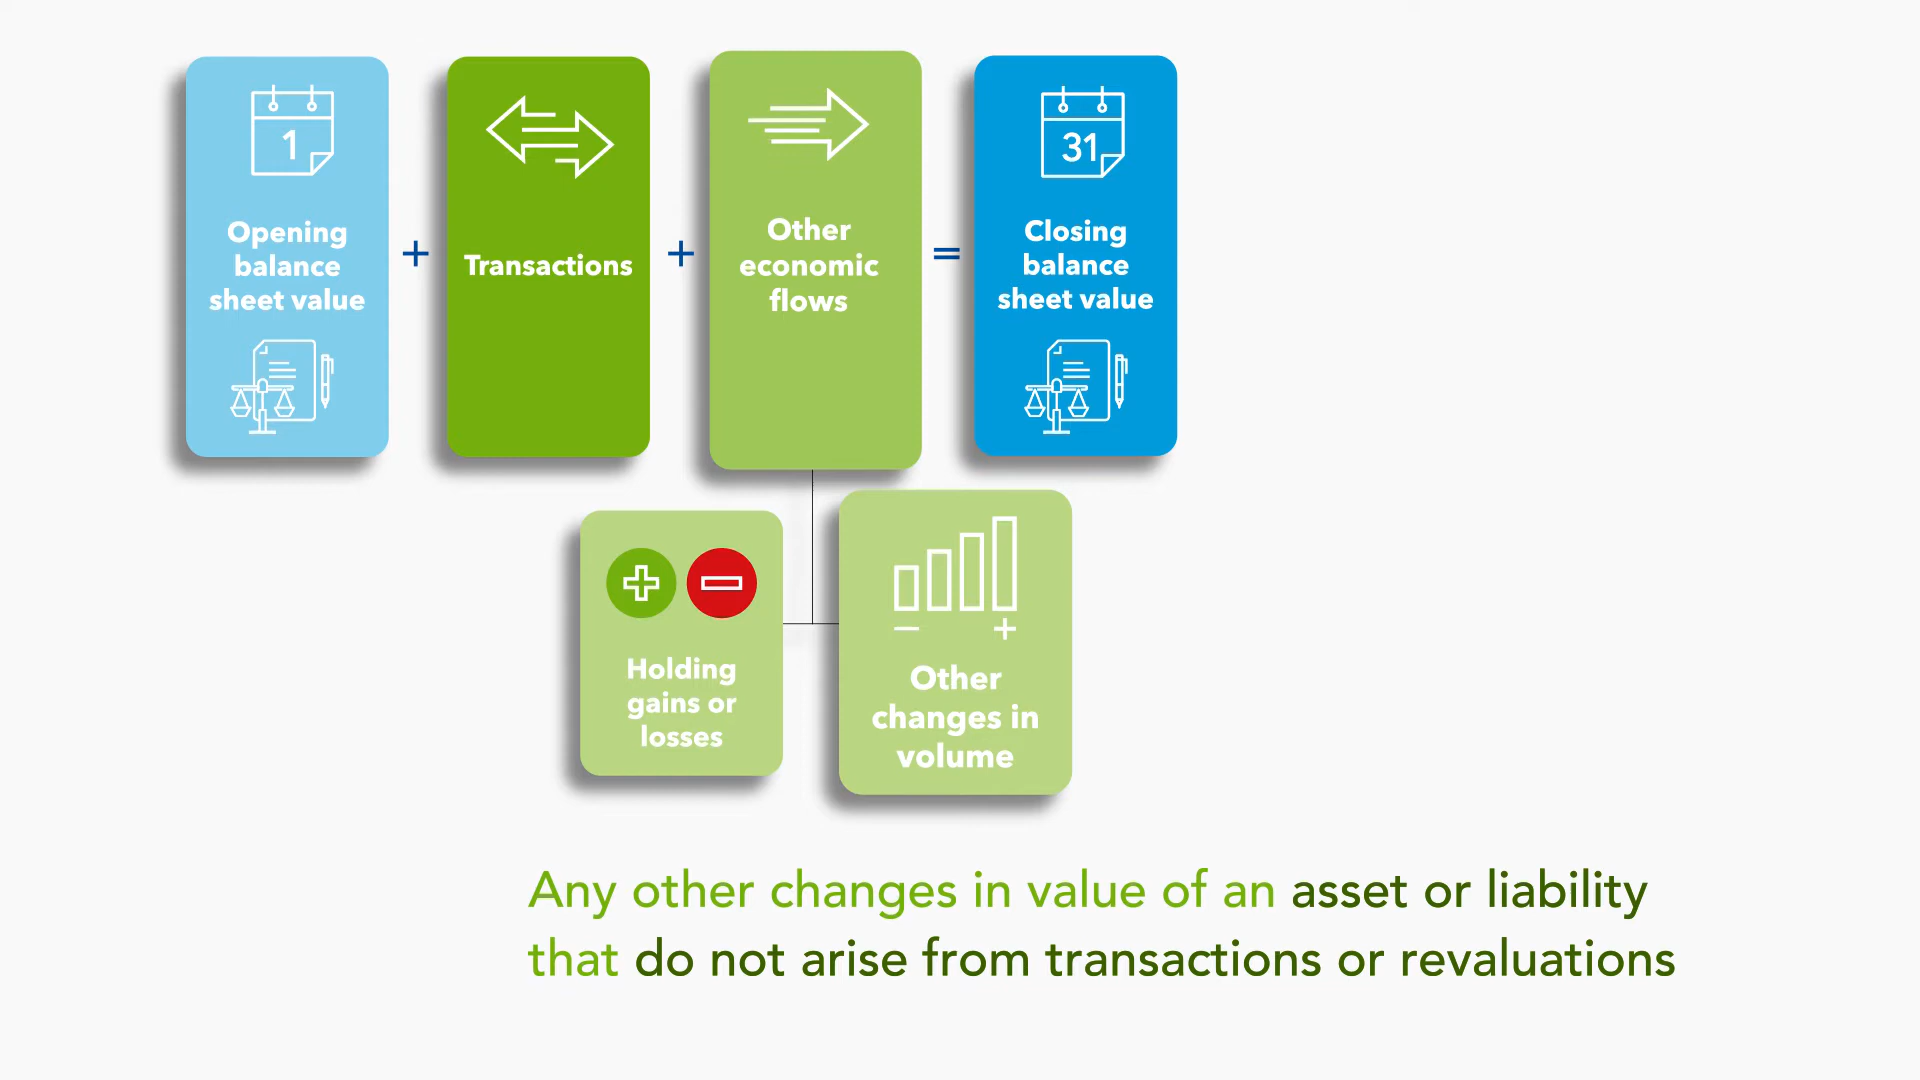 1
Opening
balance
sheet value
+
Transactions
+
Other
economic
flows
=
31
Closing
balance
sheet value
Holding
gains or
losses
Other
changes in
volume
Any other changes in value of an asset or liability
that do not arise from transactions or revaluations